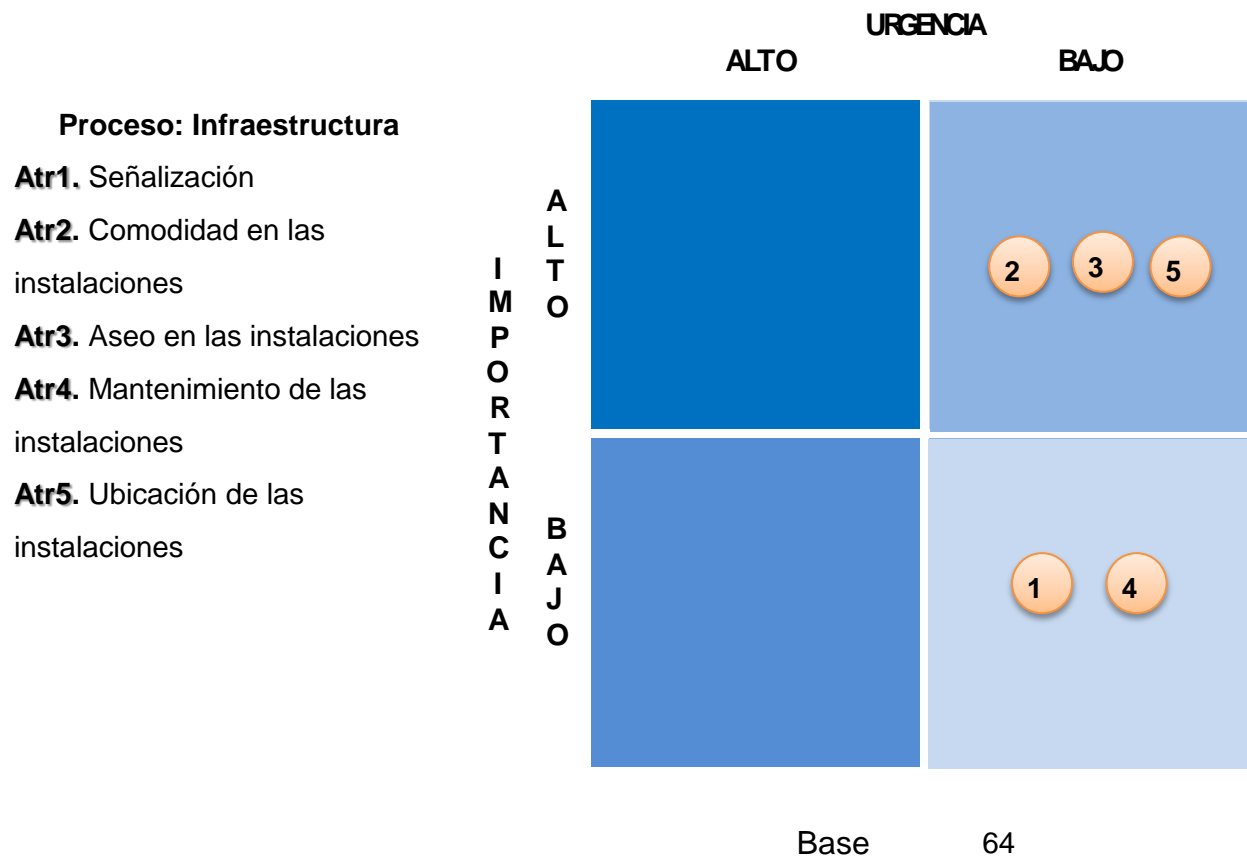 URGENCIA
ALTO BAJO
Proceso: Infraestructura
Atr1. Señalización
Atr2. Comodidad en las
instalaciones
Atr3. Aseo en las instalaciones
Atr4. Mantenimiento de las
instalaciones
Atr5. Ubicación de las
instalaciones
IMPORTANCIA
ALTO
BAJO
2 3 5
1 4
Base 64